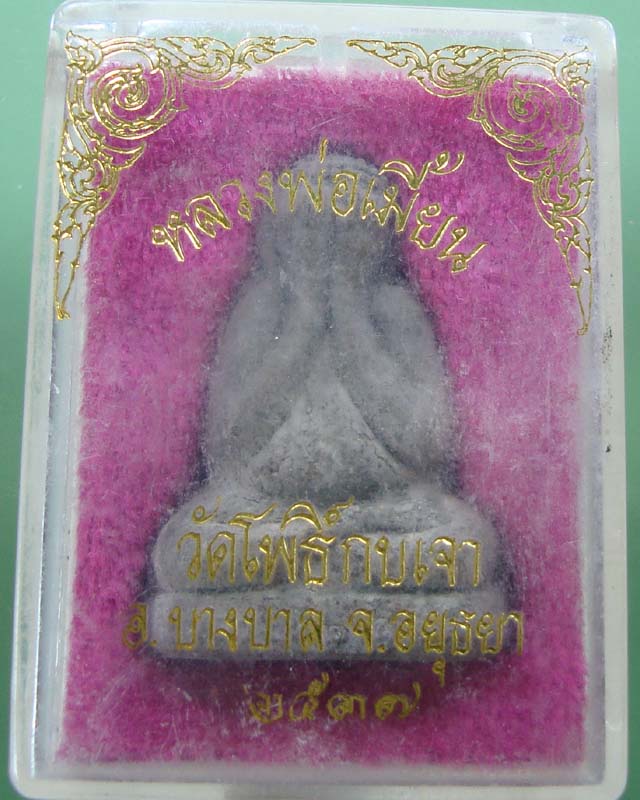 หลวงพ่อเมี้ยน
วัดโพธิ์กบเจา
อ.บางบาล จ.อยุธยา
๒๕๓๗